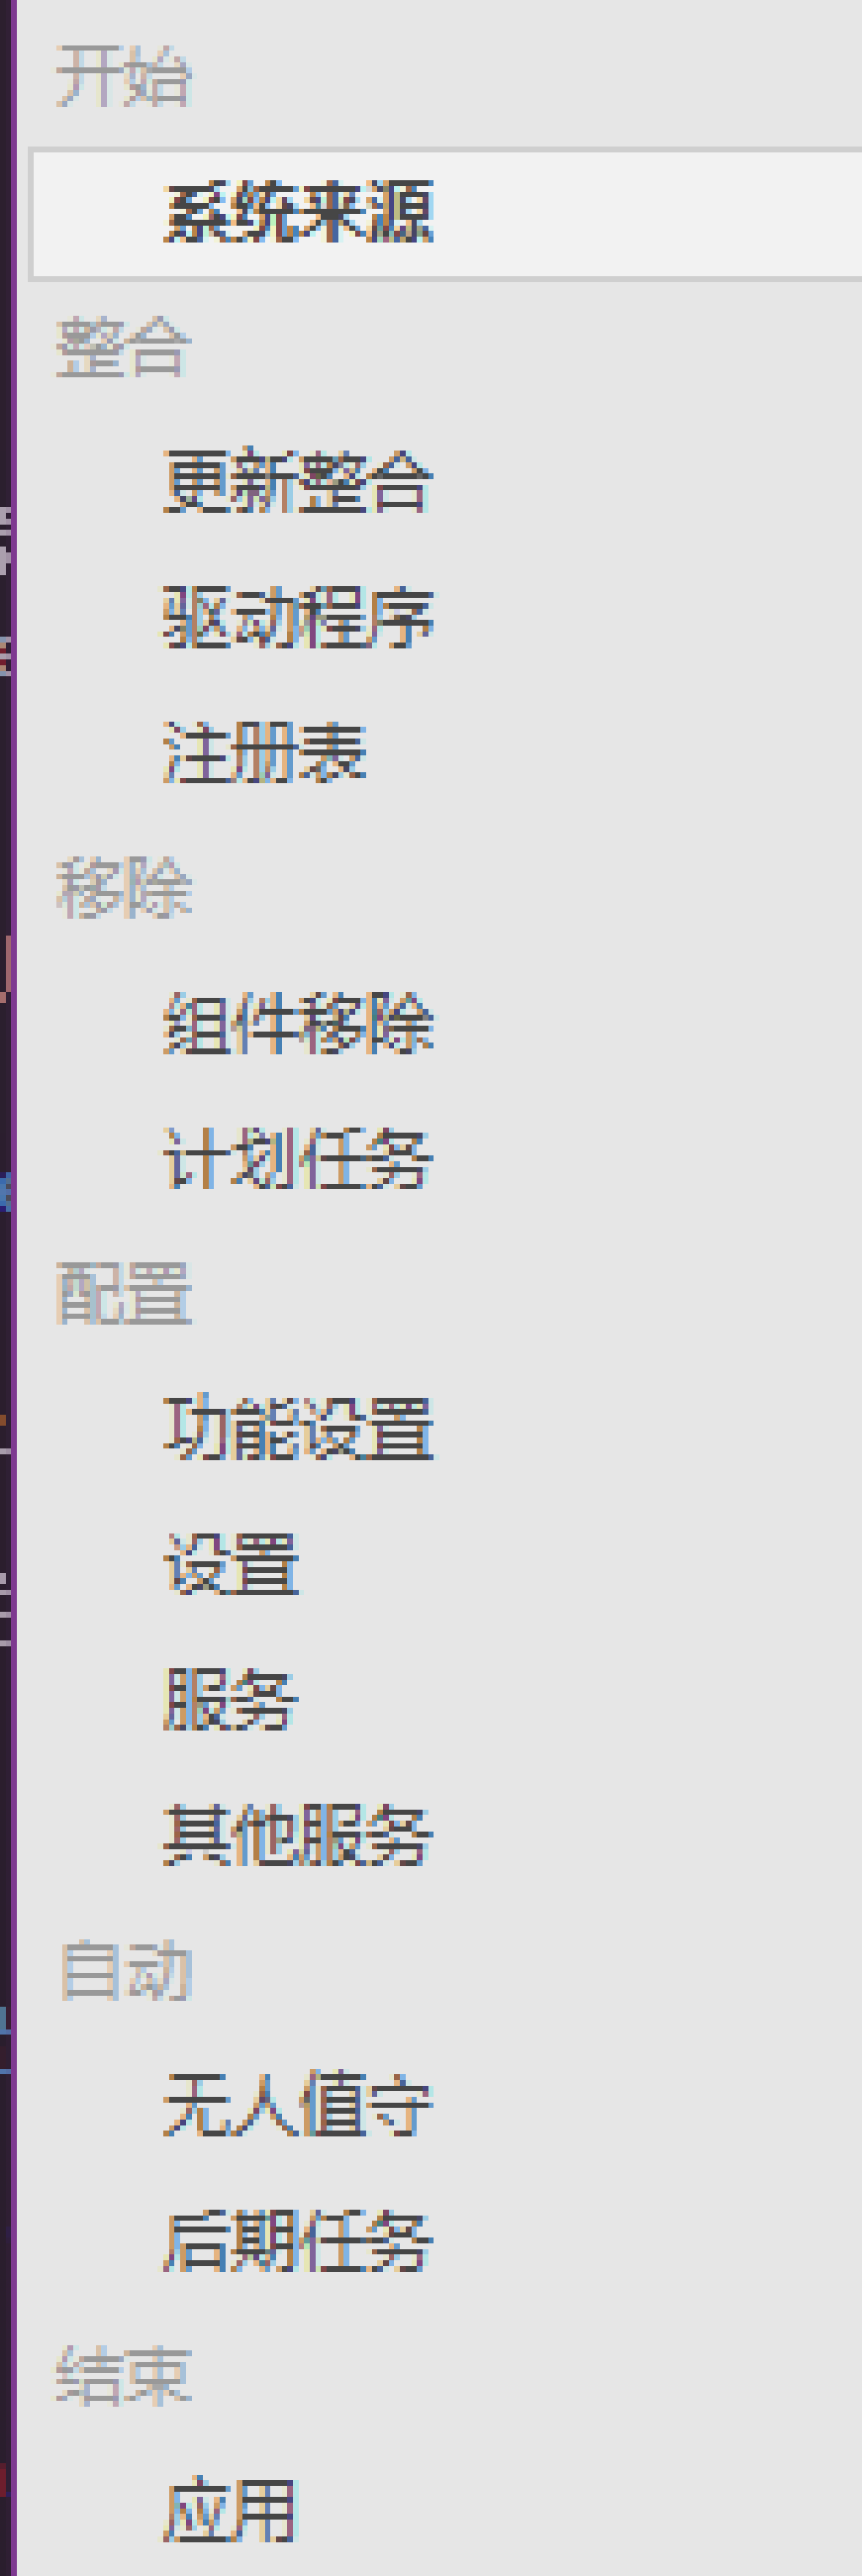 开始
系统来源
整合
更新整合
驱动程序
注册表
移除
组件移除
计划任务
配置
功能设置
设置
服务
其他服务
自动
无人值守
后期任务
结束
应用